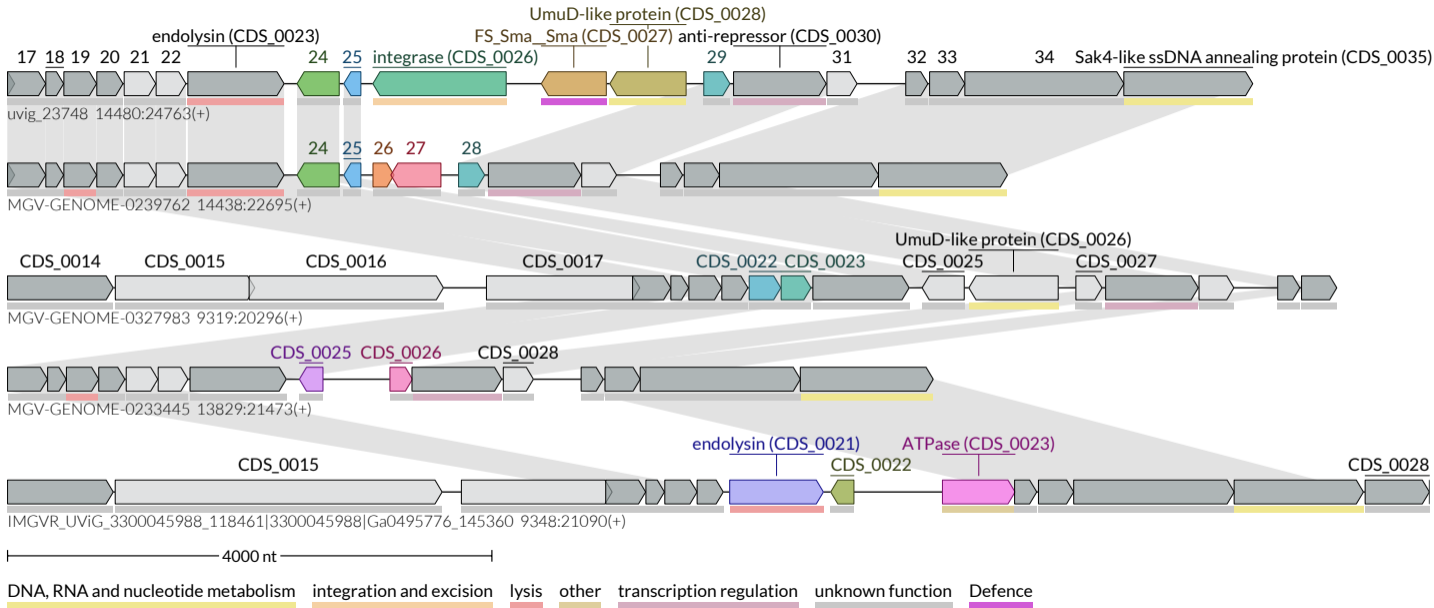 UmuD-like protein (CDS_0028)
endolysin (CDS_0023) FS_Sma__Sma (CDS_0027) anti-repressor (CDS_0030)
17 18 19 20 21 22 24 25 integrase (CDS_0026) 29 31 32 33 34 Sak4-like ssDNA annealing protein (CDS_0035)
uvig_23748 14480:24763(+)
24 25 26 27 28
MGV-GENOME-0239762 14438:22695(+)
UmuD-like protein (CDS_0026)
CDS_0014 CDS_0015 CDS_0016 CDS_0017 CDS_0022 CDS_0023 CDS_0025 CDS_0027
MGV-GENOME-0327983 9319:20296(+)
CDS_0025 CDS_0026 CDS_0028
MGV-GENOME-0233445 13829:21473(+)
endolysin (CDS_0021) ATPase (CDS_0023)
CDS_0015 CDS_0022 CDS_0028
IMGVR_UViG_3300045988_118461|3300045988|Ga0495776_145360 9348:21090(+)
4000 nt
DNA, RNA and nucleotide metabolism integration and excision lysis other transcription regulation unknown function Defence